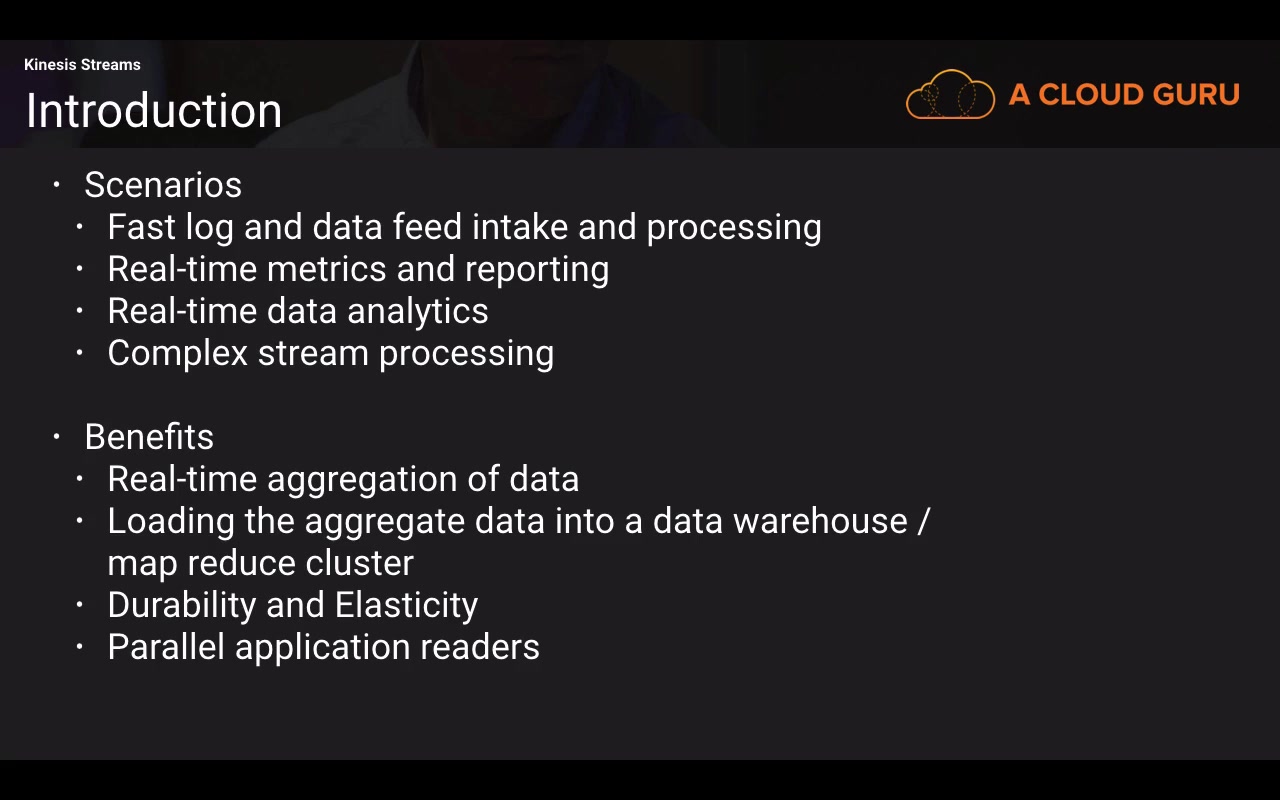 Kinesis Streams
Introduction
A CLOUD GURU
• Scenarios
• Fast log and data feed intake and processing
• Real-time metrics and reporting
• Real-time data analytics
• Complex stream processing
• Benefits
• Real-time aggregation of data
• Loading the aggregate data into a data warehouse /
map reduce cluster
• Durability and Elasticity
• Parallel application readers